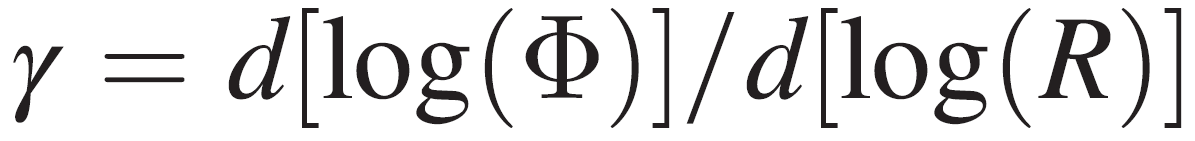 γ = d[log(Φ)]/d[log(R)]